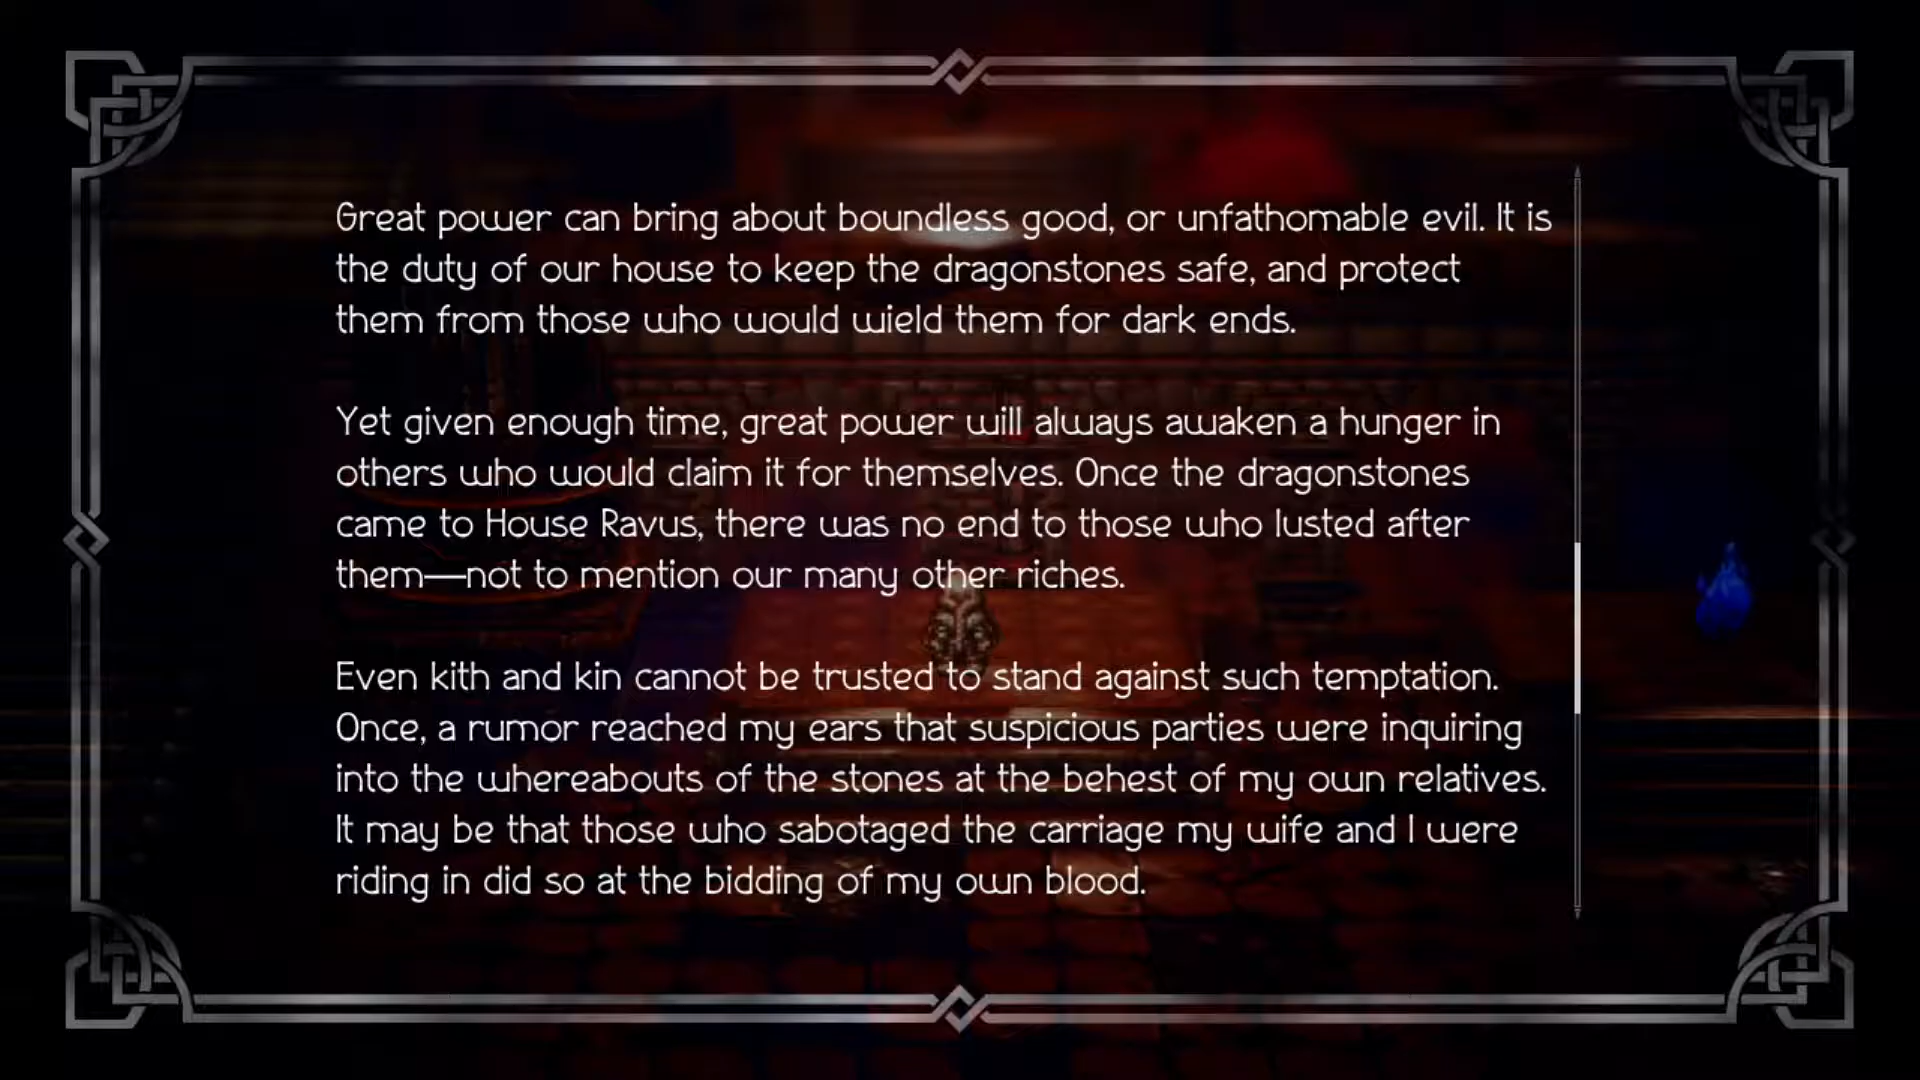 Great power can bring about boundless good, or unfathomable evil. It is
the duty of our house to keep the dragonstones safe, and protect
them from those who would wield them for dark ends.
Yet given enough time, great power will always awaken a hunger in
others who would claim it for themselves. Once the dragonstones
came to House Ravus, there was no end to those who lusted after
them—not to mention our many other riches.
Even kith and kin cannot be trusted to stand against such temptation.
Once, a rumor reached my ears that suspicious parties were inquiring
into the whereabouts of the stones at the behest of my own relatives.
It may be that those who sabotaged the carriage my wife and I were
riding in did so at the bidding of my own blood.